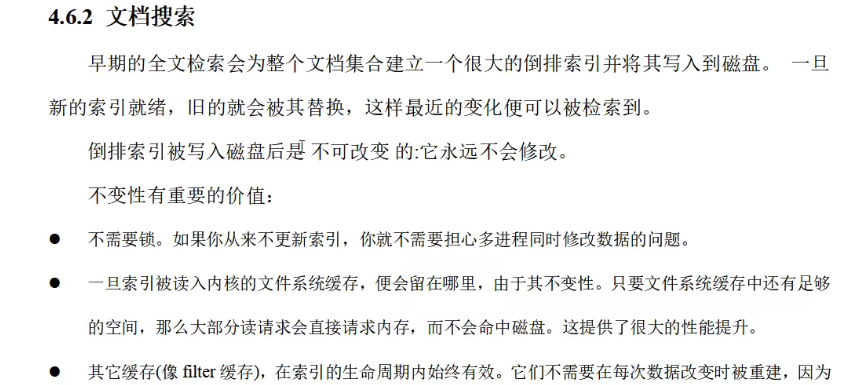 4.6.2 文档搜索
早期的全文检索会为整个文档集合建立一个很大的倒排索引并将其写入到磁盘。 一旦
新的索引就绪，旧的就会被其替换，这样最近的变化便可以被检索到。
倒排索引被写入磁盘后是 不可改变 的:它永远不会修改。
不变性有重要的价值：
● 不需要锁。如果你从来不更新索引，你就不需要担心多进程同时修改数据的问题。
● 一旦索引被读入内核的文件系统缓存，便会留在哪里，由于其不变性。只要文件系统缓存中还有足够
的空间，那么大部分读请求会直接请求内存，而不会命中磁盘。这提供了很大的性能提升。
● 其它缓存(像 filter 缓存)，在索引的生命周期内始终有效。它们不需要在每次数据改变时被重建，因为